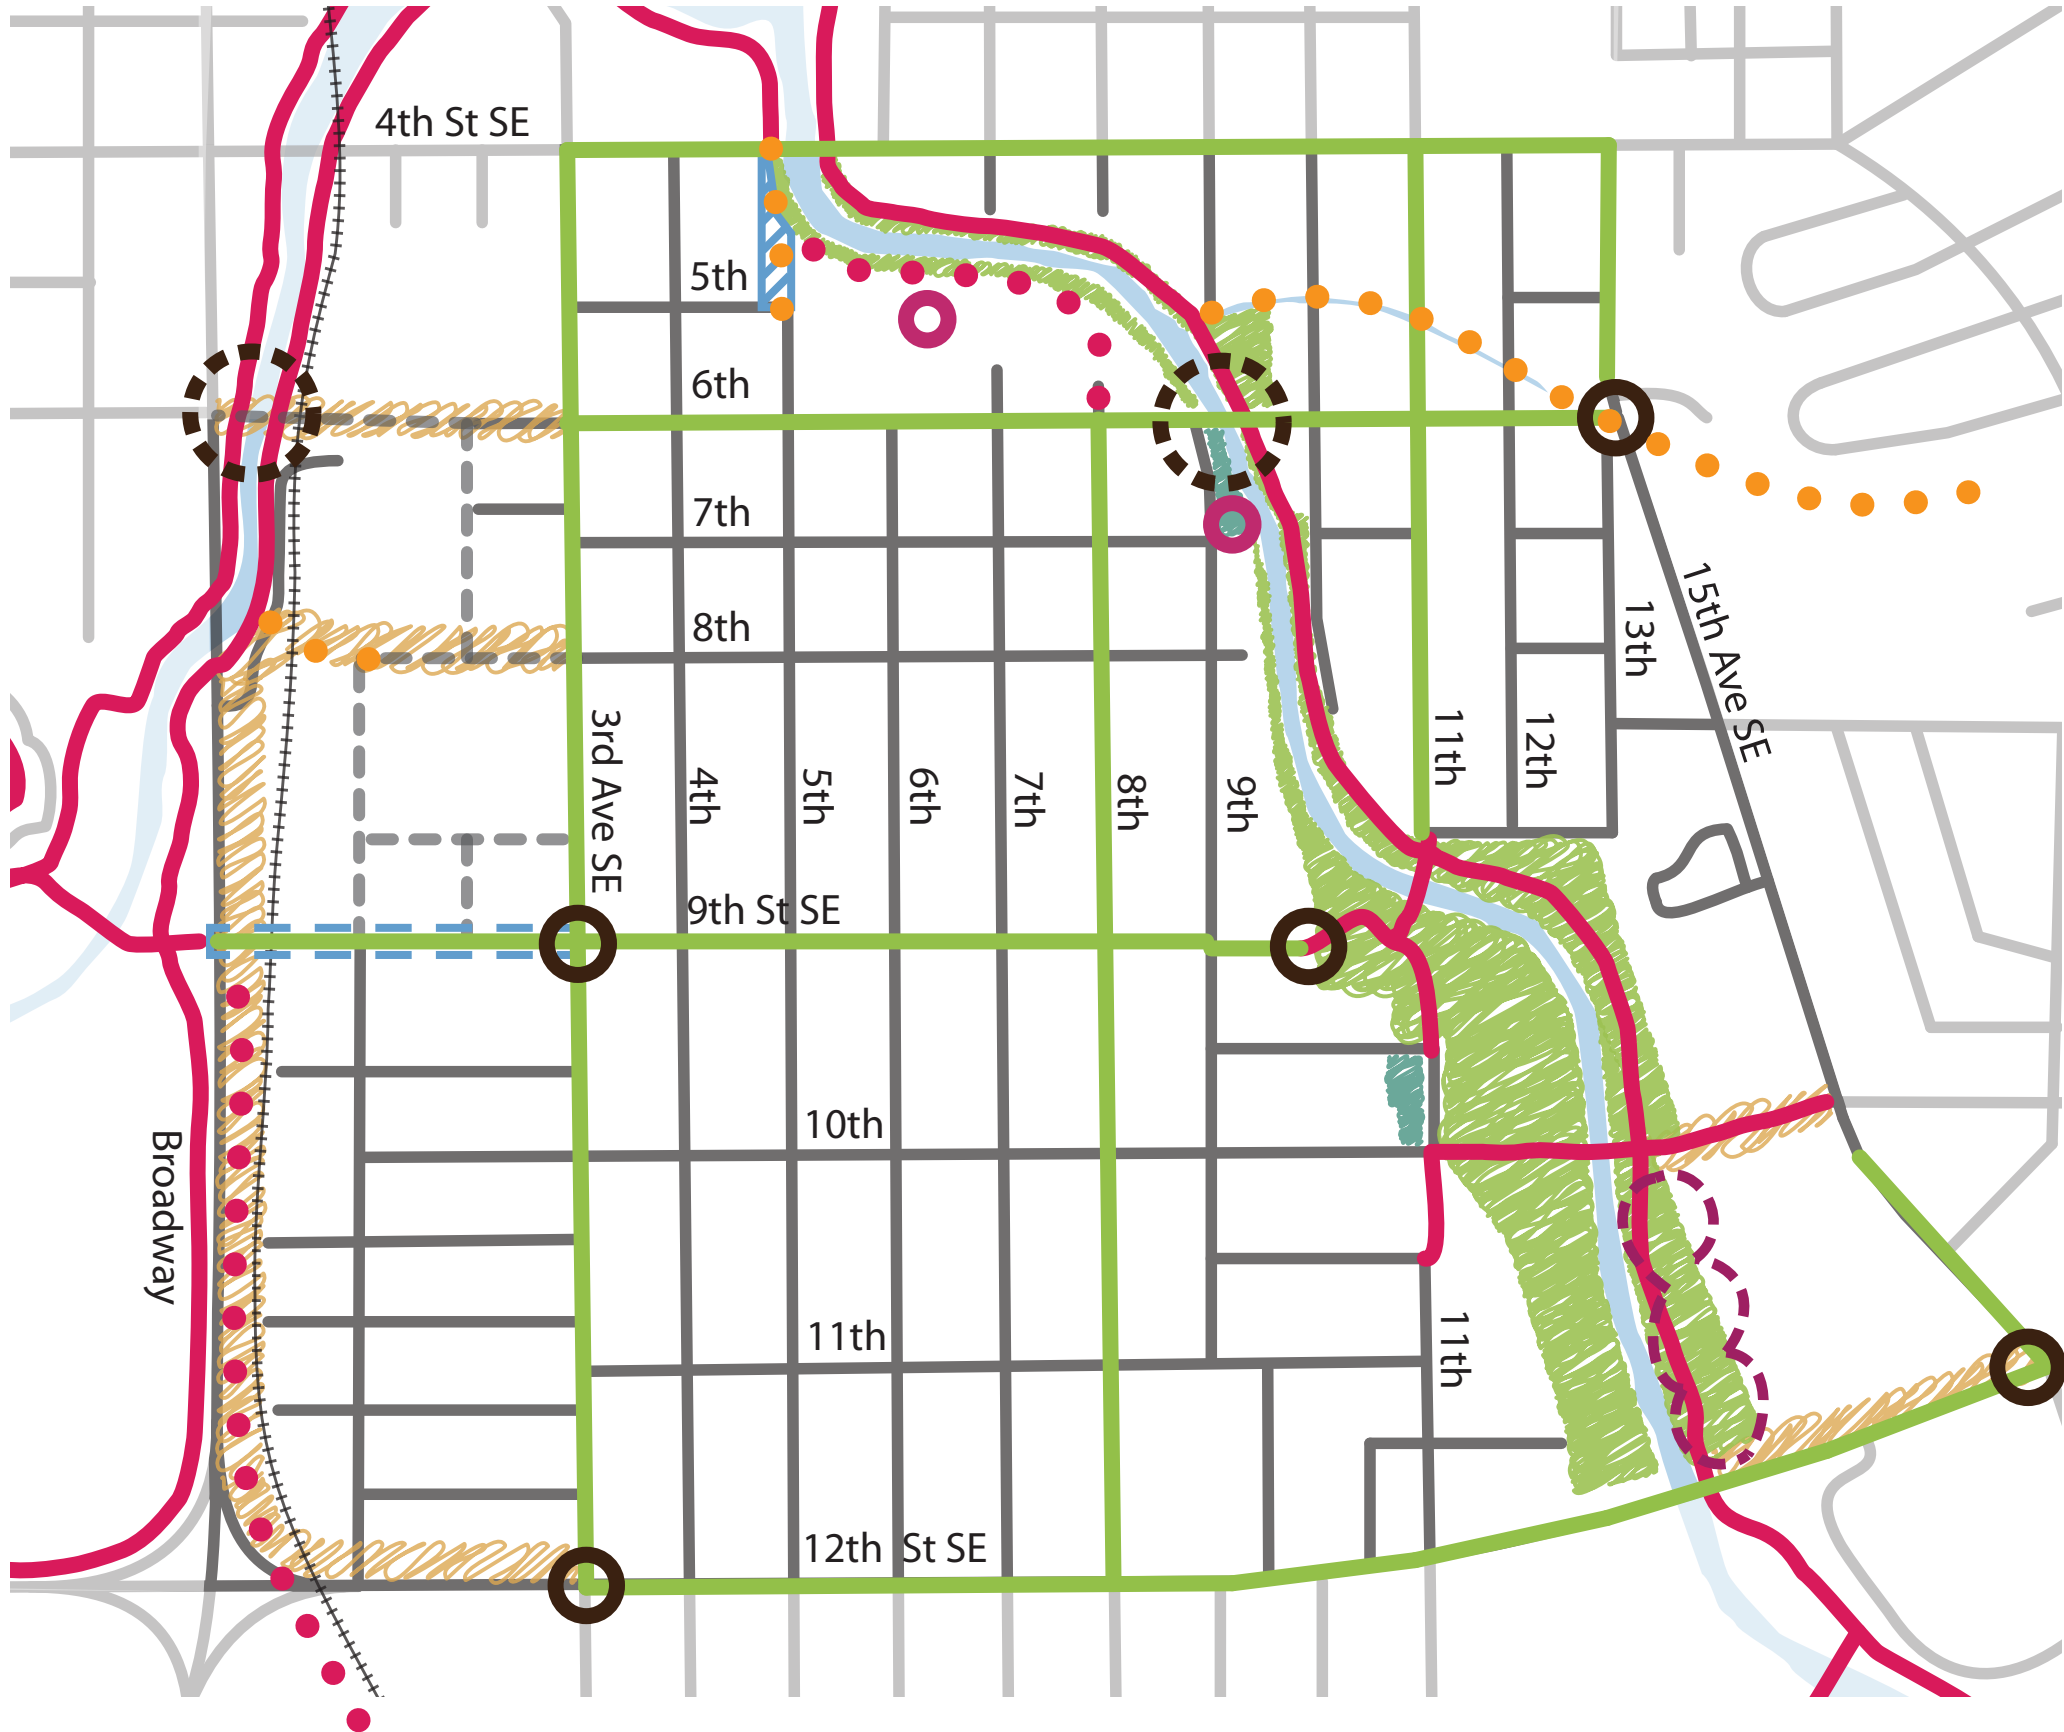 4th St SE
5th
6th
7th
8th
3rd Ave SE
4th
5th
6th
7th
8th
9th
11th
12th
13th
15th Ave SE
9th St SE
10th
Broadway
11th
11th
12th St SE